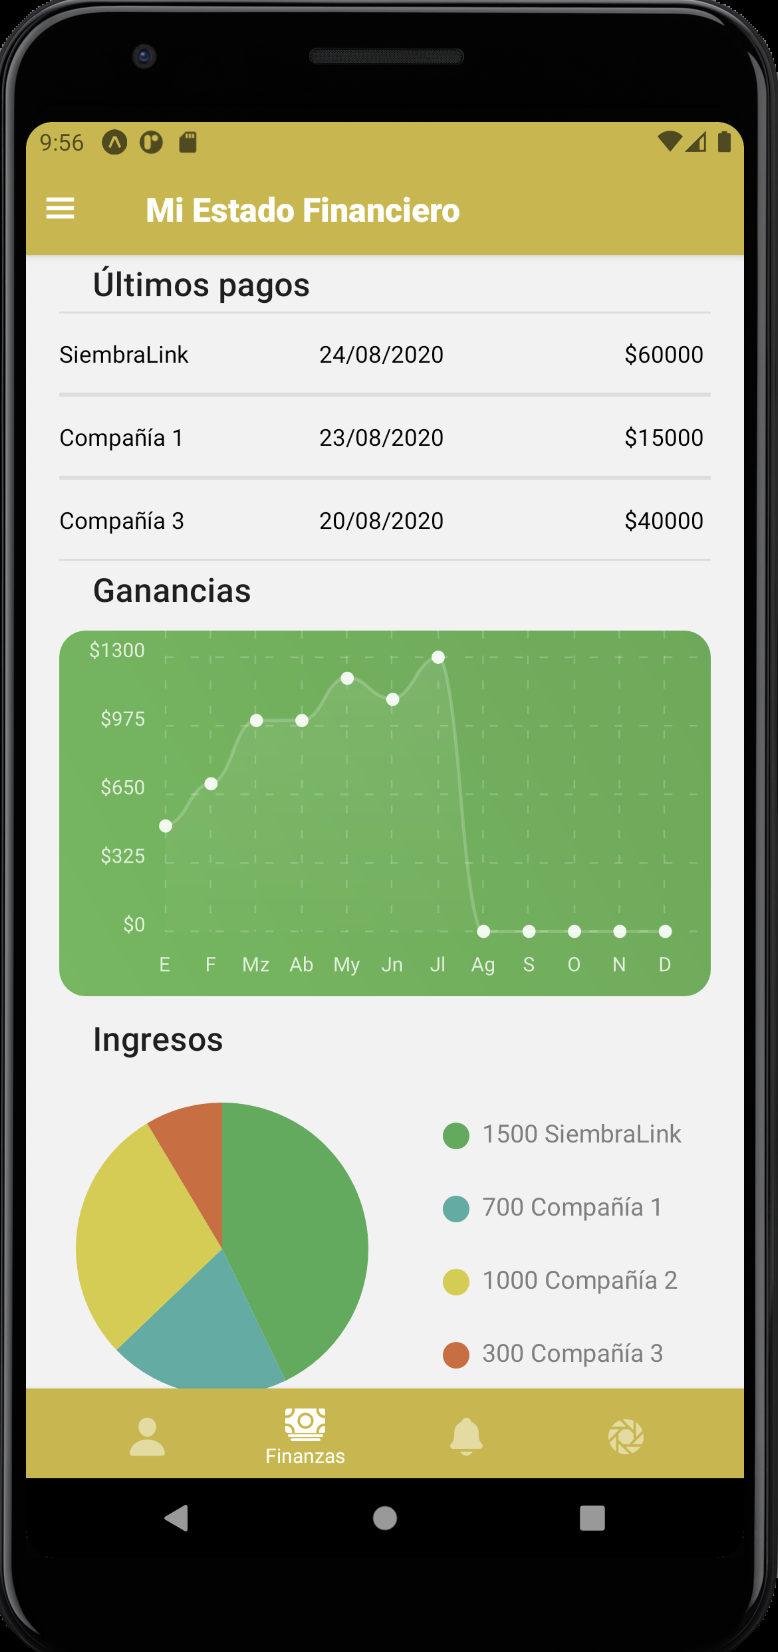 9:56
Mi Estado Financiero
Últimos pagos
SiembraLink 24/08/2020 $60000
Compañía 1 23/08/2020 $15000
Compañía 3 20/08/2020 $40000
Ganancias
$1300
$975
$650
$325
$0
E F Mz Ab My Jn Jl Ag S O N D
Ingresos
1500 SiembraLink
700 Compañía 1
1000 Compañía 2
300 Compañía 3
Finanzas